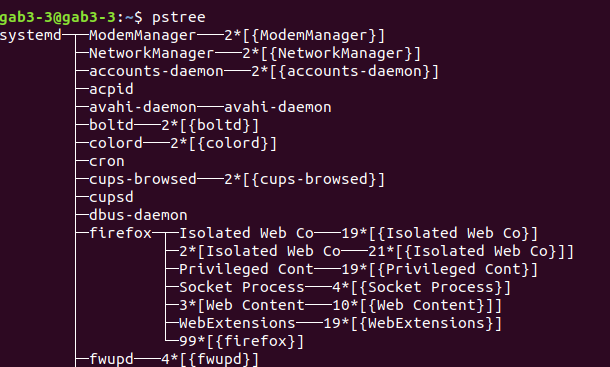 gab3-3@gab3-3:~$ pstree
systemd─┬─ModemManager───2*[{ModemManager}]
        ├─NetworkManager───2*[{NetworkManager}]
        ├─accounts-daemon───2*[{accounts-daemon}]
        ├─acpid
        ├─avahi-daemon───avahi-daemon
        ├─boltd───2*[{boltd}]
        ├─colord───2*[{colord}]
        ├─cron
        ├─cups-browsed───2*[{cups-browsed}]
        ├─cupsd
        ├─dbus-daemon
        ├─firefox─┬─Isolated Web Co───19*[{Isolated Web Co}]
        │         ├─2*[Isolated Web Co───21*[{Isolated Web Co}]]
        │         ├─Privileged Cont───19*[{Privileged Cont}]
        │         ├─Socket Process───4*[{Socket Process}]
        │         ├─3*[Web Content───10*[{Web Content}]]
        │         ├─WebExtensions───19*[{WebExtensions}]
        │         └─99*[{firefox}]
        ├─fwupd───4*[{fwupd}]